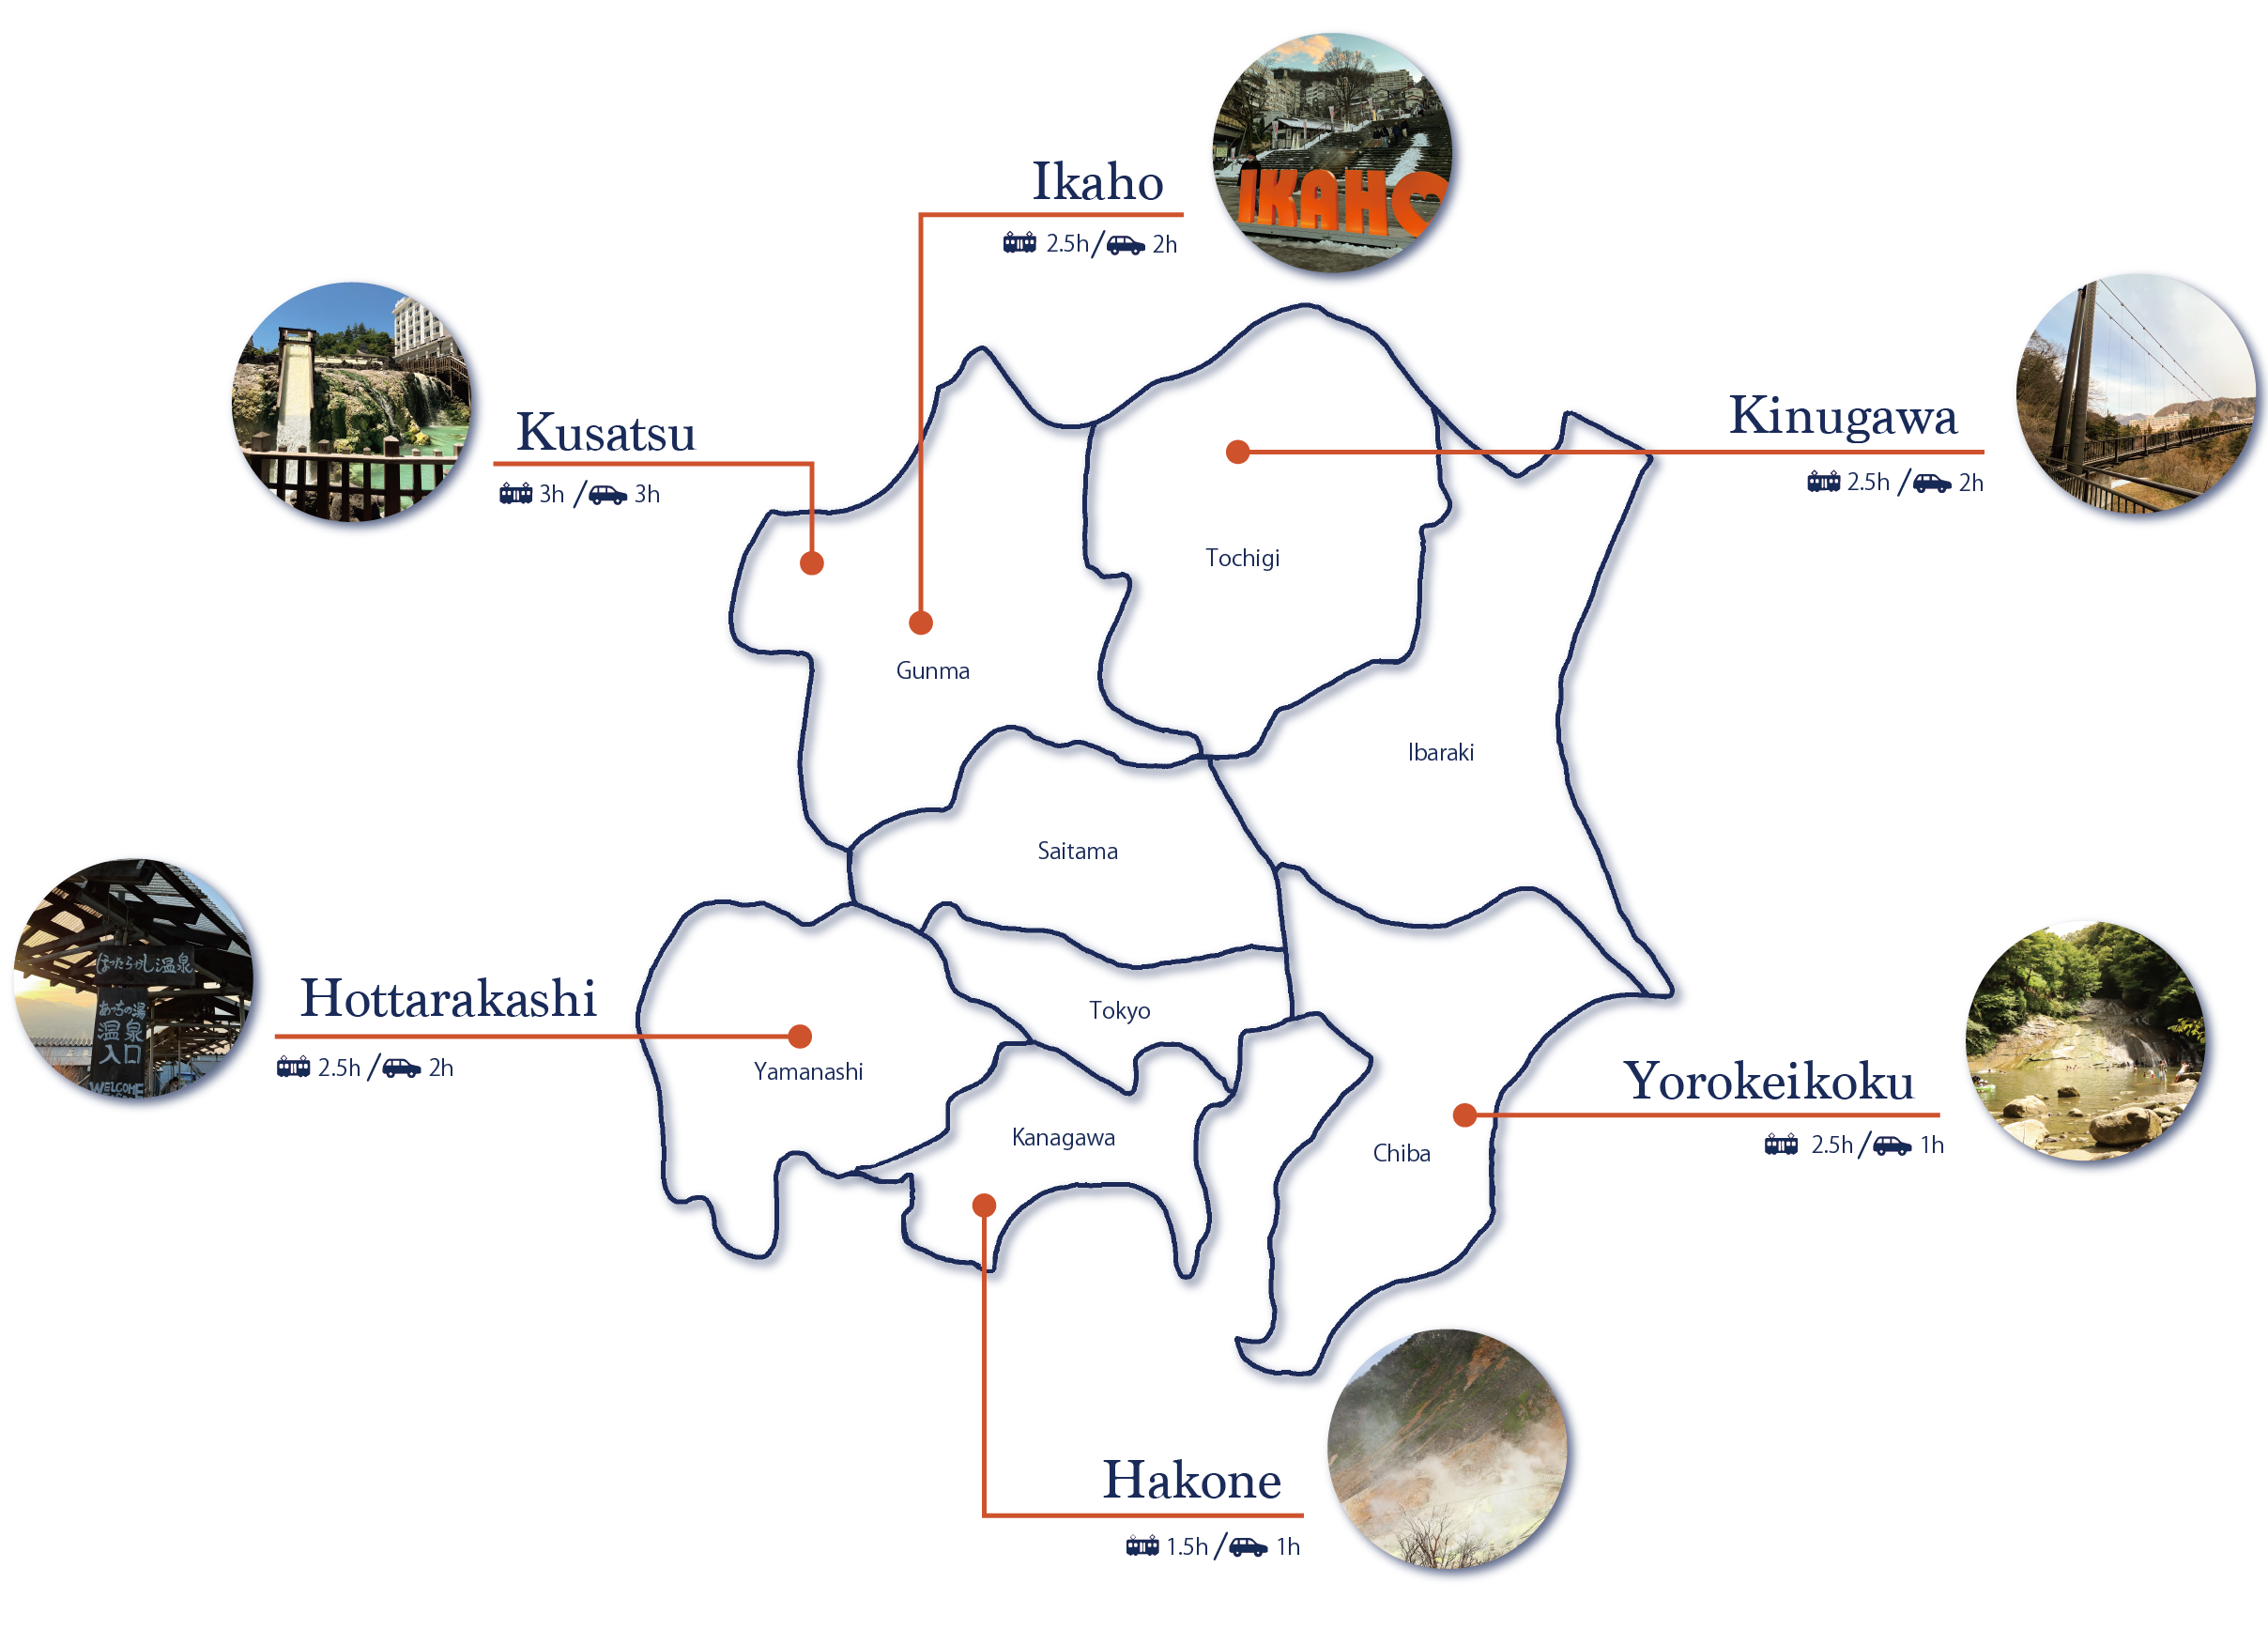 IKAHO
Ikaho
2.5h/ 2h
Kusatsu
3h / 3h
Kinugawa
2.5h / 2h
Tochigi
Gunma
Ibaraki
Saitama
ほったらかし温泉
あっちの湯
温泉
入口
WELCOME
Hottarakashi
2.5h / 2h
Tokyo
Yamanashi
Yorokeikoku
2.5h / 1h
Kanagawa
Chiba
Hakone
1.5h / 1h